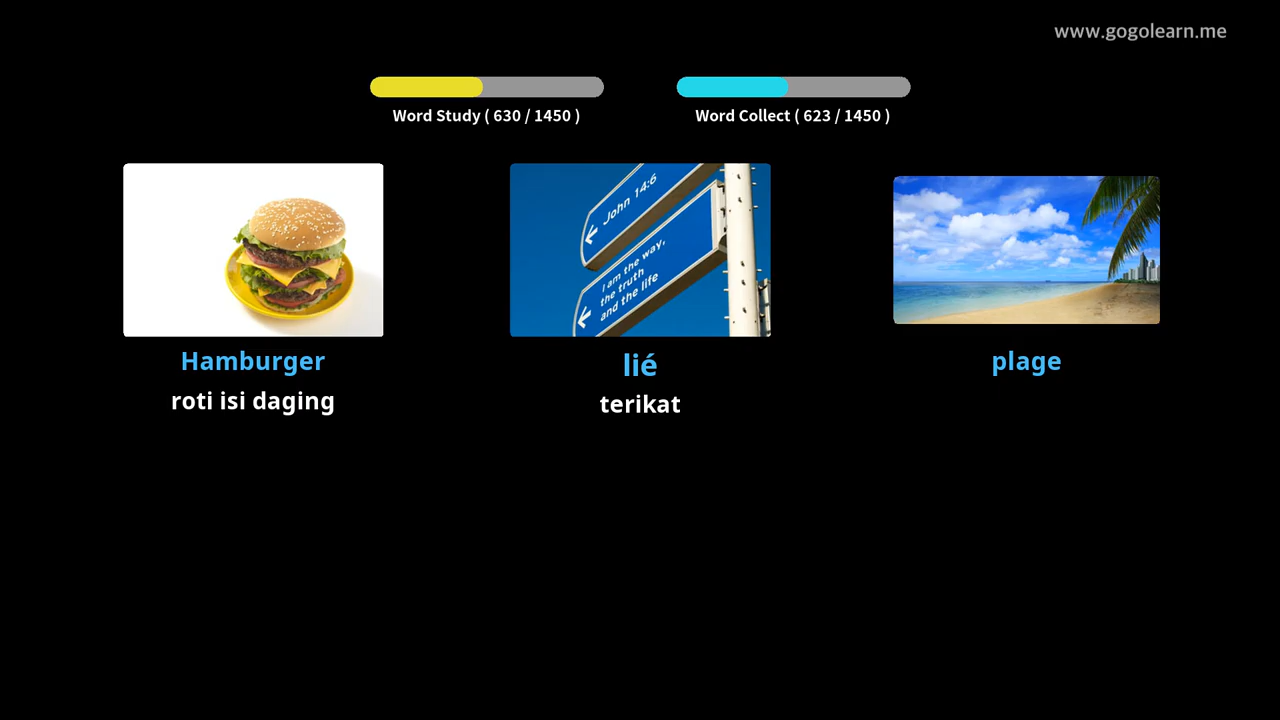 www.gogolearn.me
Word Study ( 630 / 1450 )
Word Collect ( 623 / 1450 )
John 14:6
I am the way,
the truth
and the life
Hamburger
roti isi daging
lié
terikat
plage